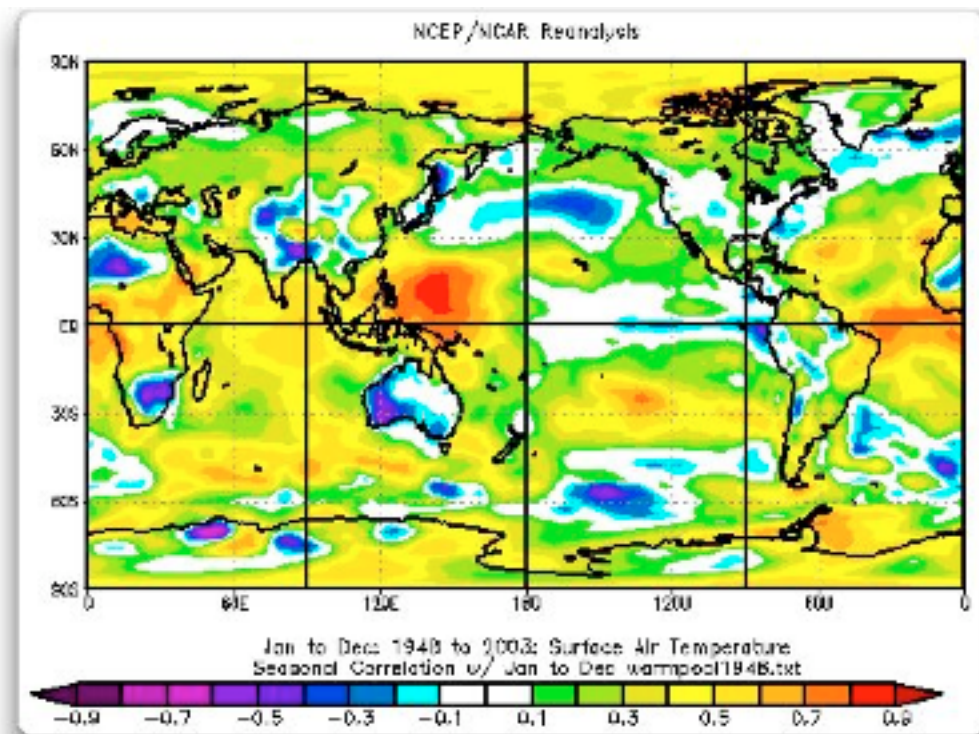 NCEP/NCAR Reanalysis
90N
60N
30N
EQ
30S
60S
90S
0 60E 120E 180 120W 60W 0
Jan to Dec: 1948 to 2003: Surface Air Temperature
Seasonal Correlation w/ Jan to Dec warmpool1948.txt
-0.9 -0.7 -0.5 -0.3 -0.1 0.1 0.3 0.5 0.7 0.9